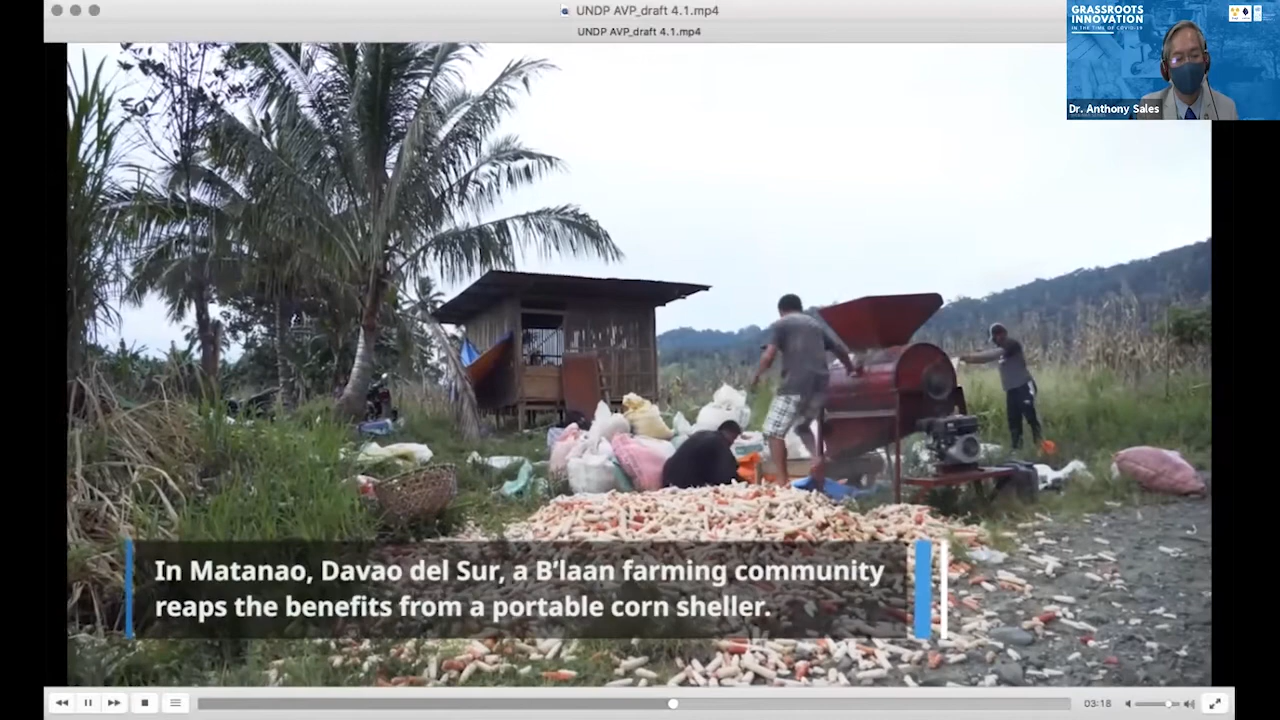 UNDP AVP_draft 4.1.mp4
UNDP AVP_draft 4.1.mp4
GRASSROOTS
INNOVATION
IN THE TIME OF COVID-19
Dr. Anthony Sales
In Matanao, Davao del Sur, a B'laan farming community
reaps the benefits from a portable corn sheller.
03:18